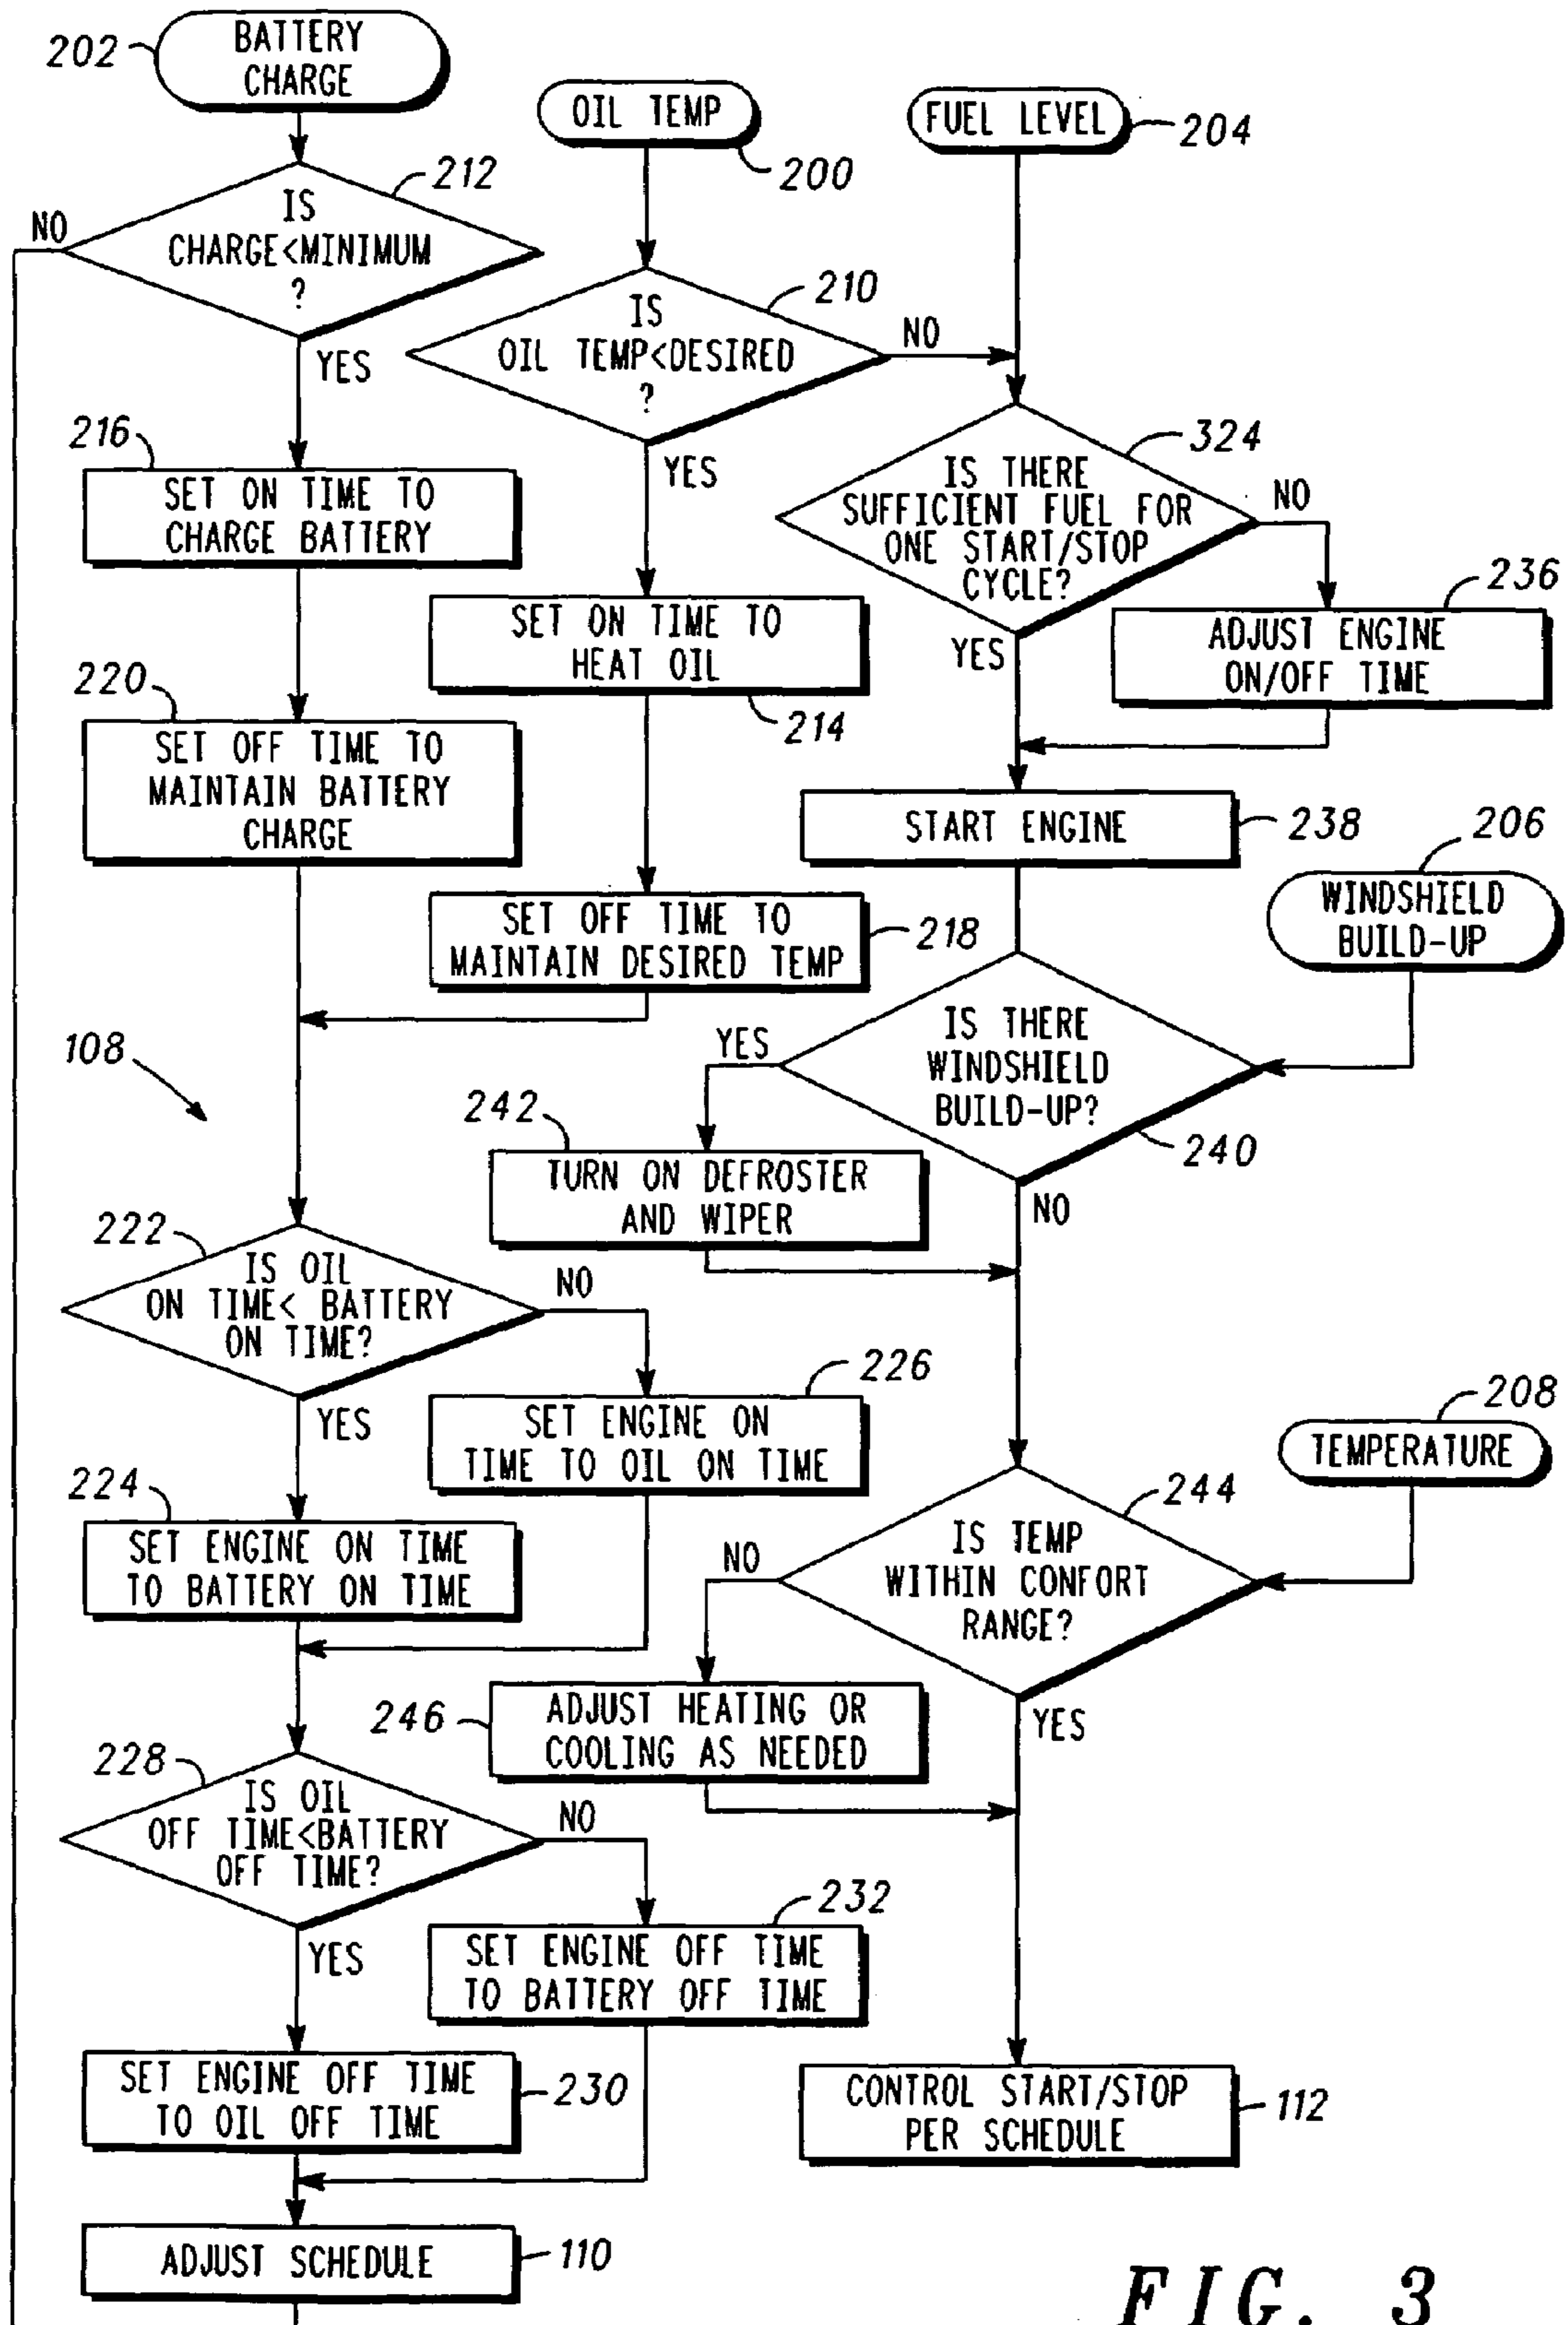 202
BATTERY
CHARGE
OIL TEMP
200
FUEL LEVEL
204
212
IS
CHARGE<MINIMUM
?
NO
YES
210
IS
OIL TEMP<DESIRED
?
NO
YES
216
SET ON TIME TO
CHARGE BATTERY
324
IS THERE
SUFFICIENT FUEL FOR
ONE START/STOP
CYCLE?
NO
YES
236
ADJUST ENGINE
ON/OFF TIME
SET ON TIME TO
HEAT OIL
214
220
SET OFF TIME TO
MAINTAIN BATTERY
CHARGE
START ENGINE
238
206
WINDSHIELD
BUILD-UP
SET OFF TIME TO
MAINTAIN DESIRED TEMP
218
108
IS THERE
WINDSHIELD
BUILD-UP?
YES
240
NO
242
TURN ON DEFROSTER
AND WIPER
222
IS OIL
ON TIME< BATTERY
ON TIME?
NO
YES
226
SET ENGINE ON
TIME TO OIL ON TIME
208
TEMPERATURE
224
SET ENGINE ON TIME
TO BATTERY ON TIME
244
IS TEMP
WITHIN CONFORT
RANGE?
NO
YES
246
ADJUST HEATING OR
COOLING AS NEEDED
228
IS OIL
OFF TIME<BATTERY
OFF TIME?
NO
YES
232
SET ENGINE OFF TIME
TO BATTERY OFF TIME
SET ENGINE OFF TIME
TO OIL OFF TIME
230
CONTROL START/STOP
PER SCHEDULE
112
ADJUST SCHEDULE
110
FIG. 3